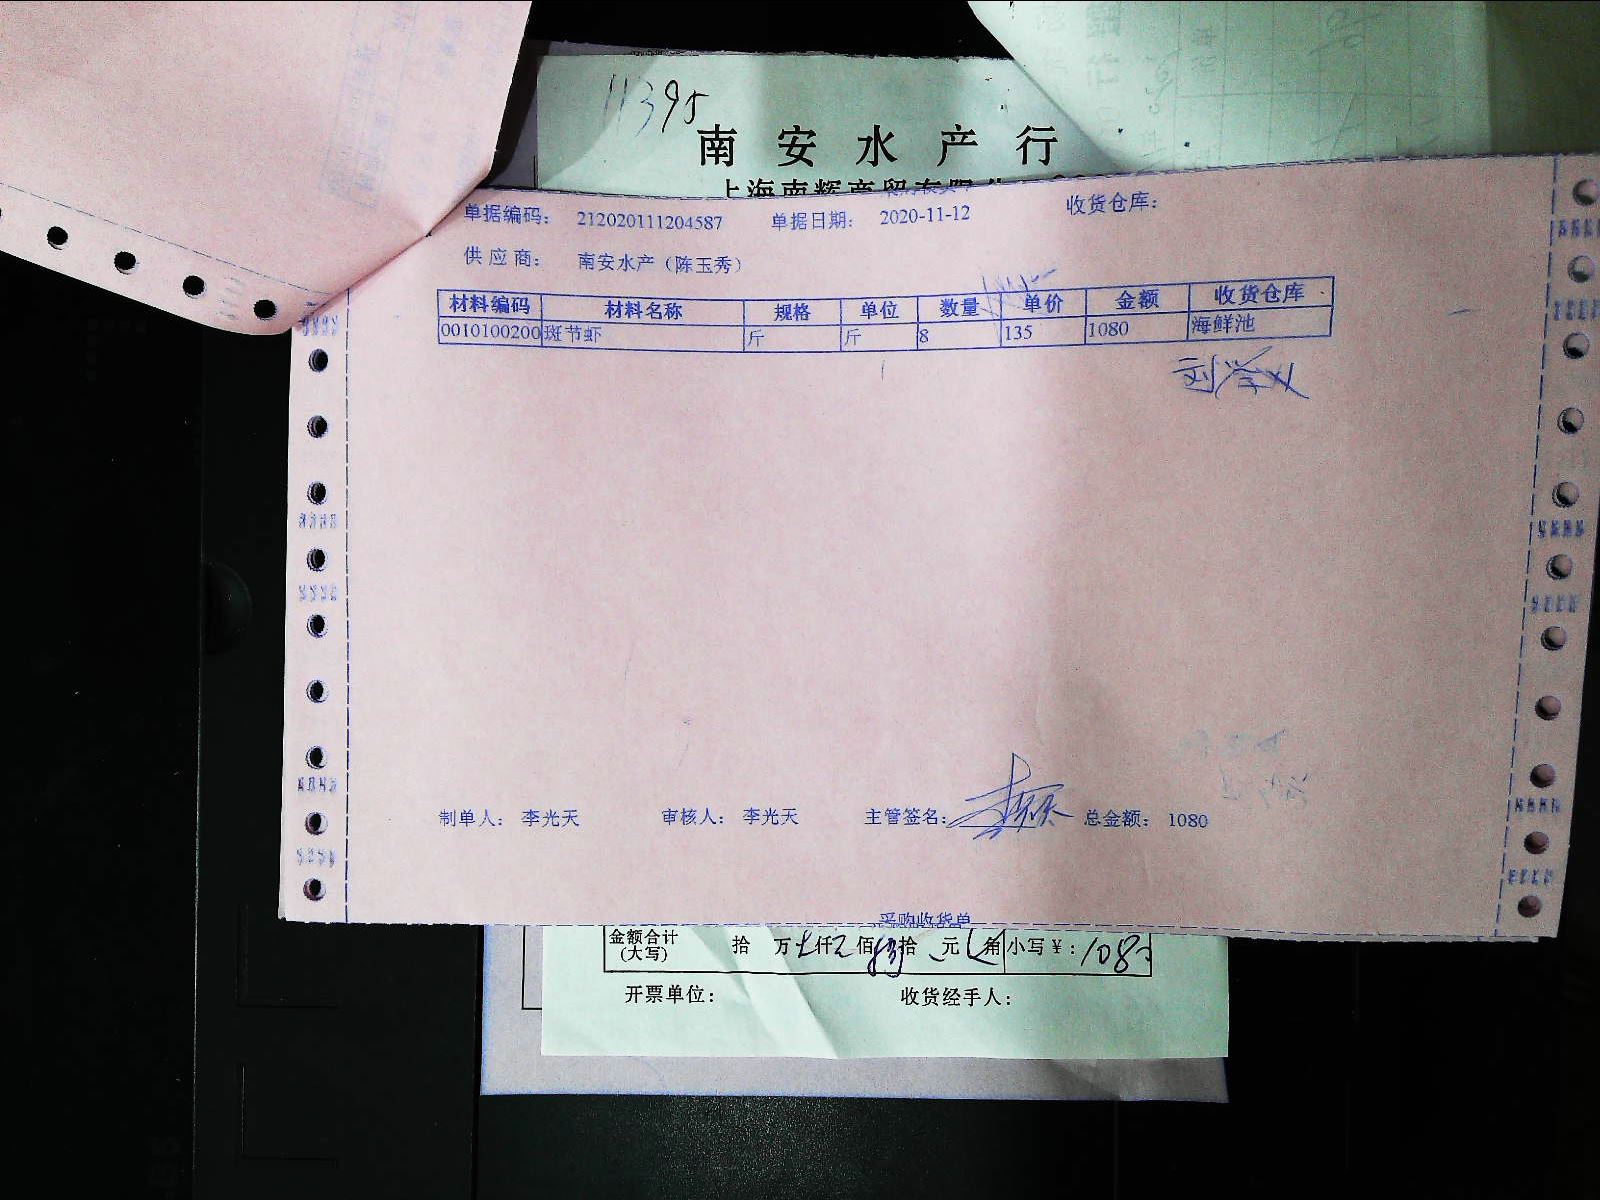 11395
南安水产行
单据编码： 212020111204587 单据日期： 2020-11-12 收货仓库：
供应商： 南安水产（陈玉秀）
材料编码 材料名称 规格 单位 数量 单价 金额 收货仓库
0010100200 斑节虾 斤 斤 8 135 1080 海鲜池
制单人： 李光天 审核人： 李光天 主管签名： 总金额： 1080
采购收货单
金额合计 拾 万 仟 佰 拾 元 角 小写￥：
(大写)
开票单位： 收货经手人：